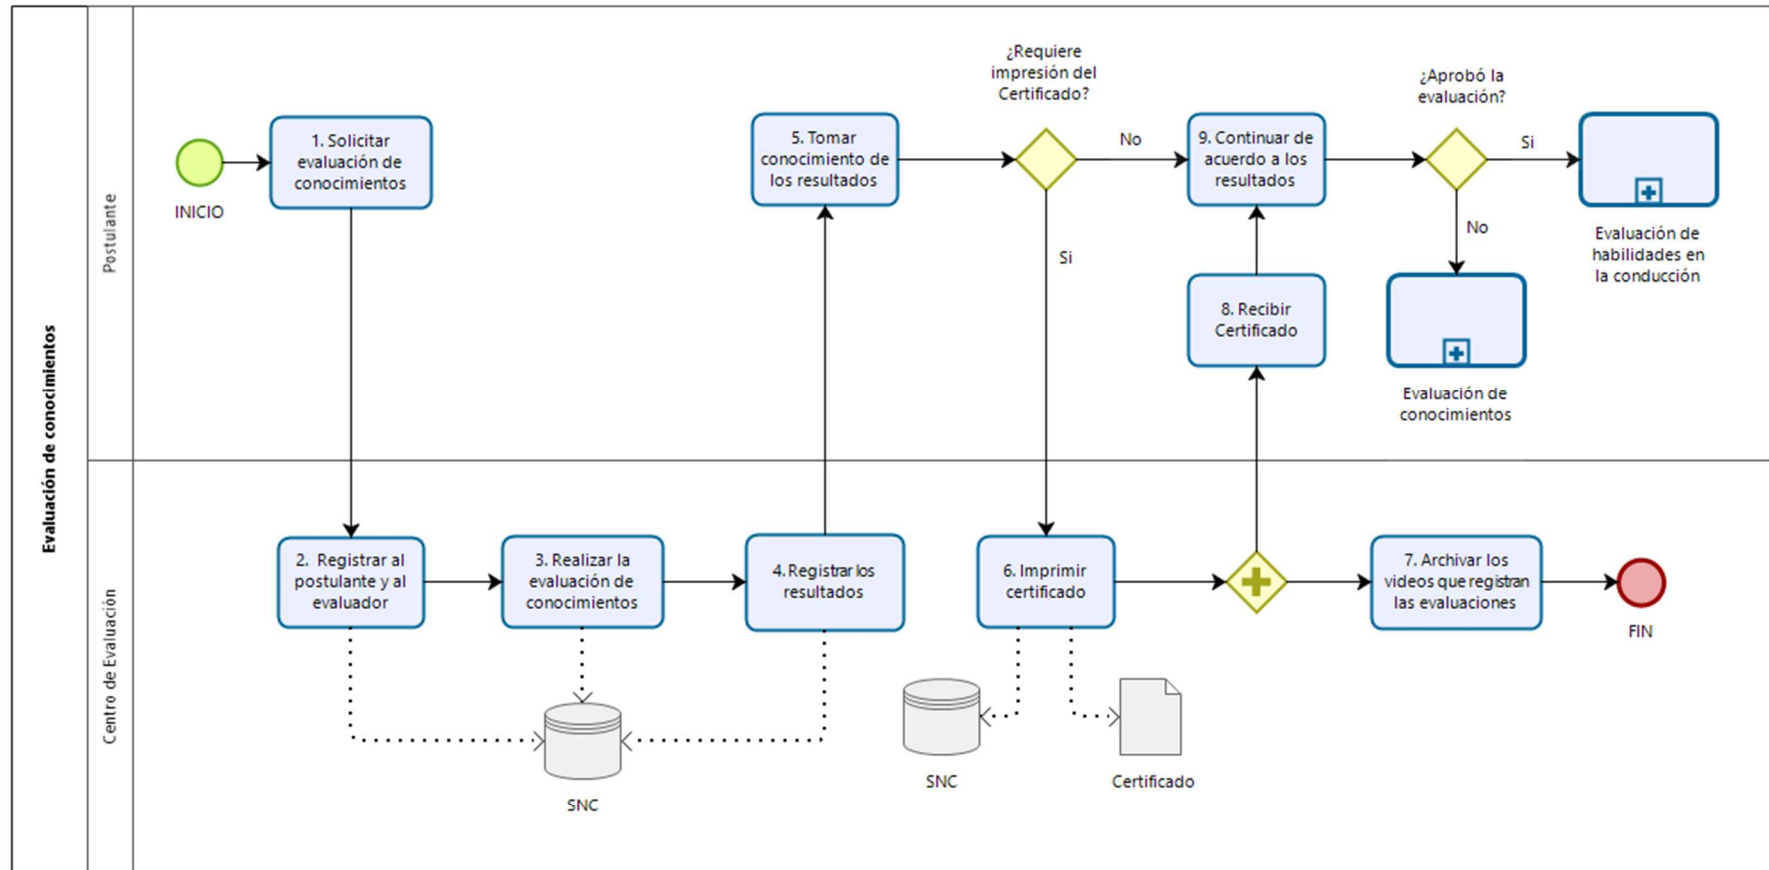 Evaluación de conocimientos
Postulante
INICIO
1. Solicitar
evaluación de
conocimientos
5. Tomar
conocimiento de
los resultados
¿Requiere
impresión del
Certificado?
No
Si
9. Continuar de
acuerdo a los
resultados
8. Recibir
Certificado
¿Aprobó la
evaluación?
Si
No
Evaluación de
habilidades en
la conducción
Evaluación de
conocimientos
Centro de Evaluación
2. Registrar al
postulante y al
evaluador
3. Realizar la
evaluación de
conocimientos
4. Registrar los
resultados
6. Imprimir
certificado
7. Archivar los
videos que registran
las evaluaciones
FIN
SNC
SNC
Certificado